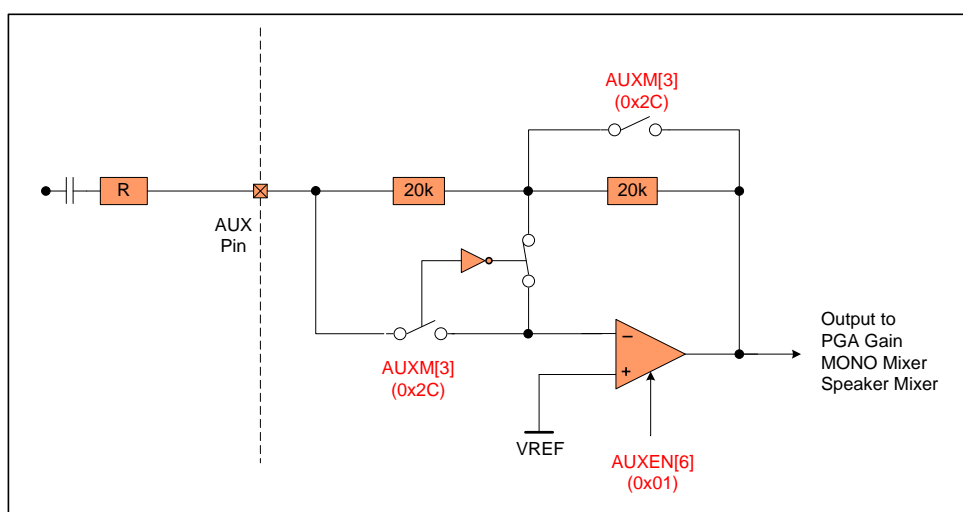 AUXM[3]
(0x2C)
R
20k
20k
AUX
Pin
AUXM[3]
(0x2C)
−
+
VREF
AUXEN[6]
(0x01)
Output to
PGA Gain
MONO Mixer
Speaker Mixer